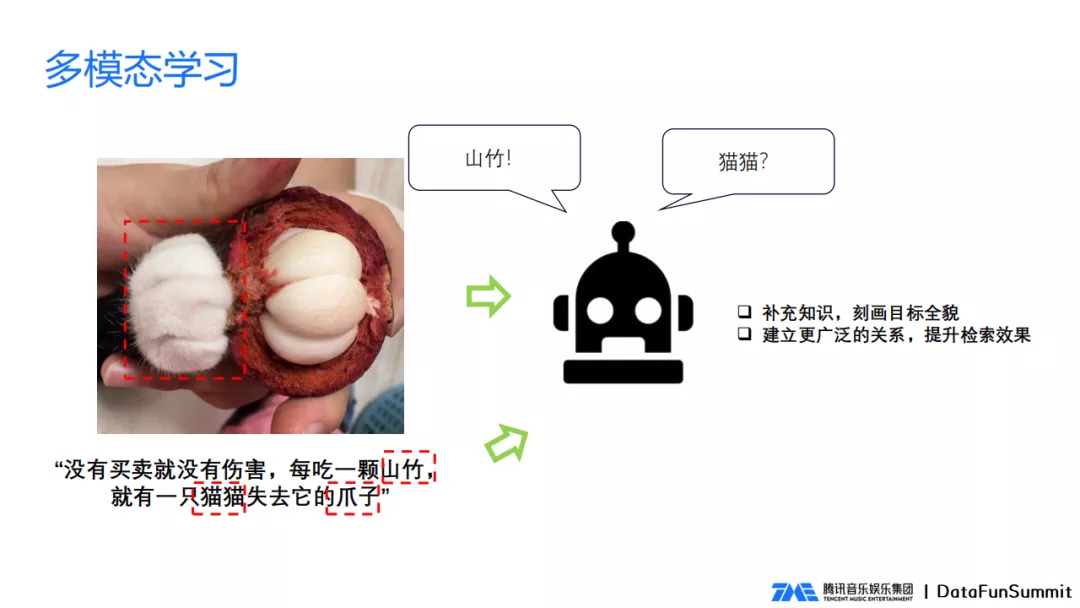 多模态学习
山竹!
猫猫?
❑ 补充知识，刻画目标全貌
❑ 建立更广泛的关系，提升检索效果
“没有买卖就没有伤害，每吃一颗山竹，
就有一只猫猫失去它的爪子”
TME 腾讯音乐娱乐集团 | DataFunSummit
TENCENT MUSIC ENTERTAINMENT